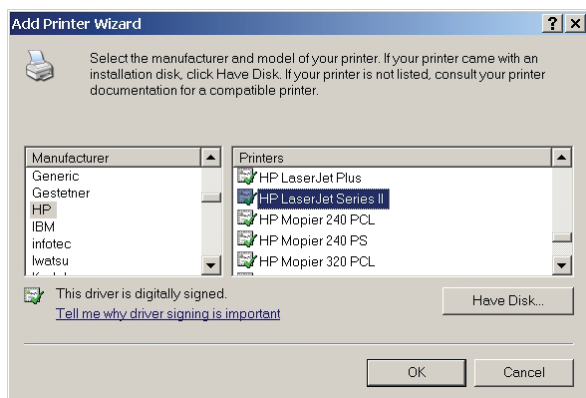 Add Printer Wizard
Select the manufacturer and model of your printer. If your printer came with an
installation disk, click Have Disk. If your printer is not listed, consult your printer
documentation for a compatible printer.
Manufacturer
Generic
Gestetner
HP
IBM
infotec
Iwatsu
Printers
HP LaserJet Plus
HP LaserJet Series II
HP Mopier 240 PCL
HP Mopier 240 PS
HP Mopier 320 PCL
This driver is digitally signed.
Tell me why driver signing is important
Have Disk...
OK
Cancel